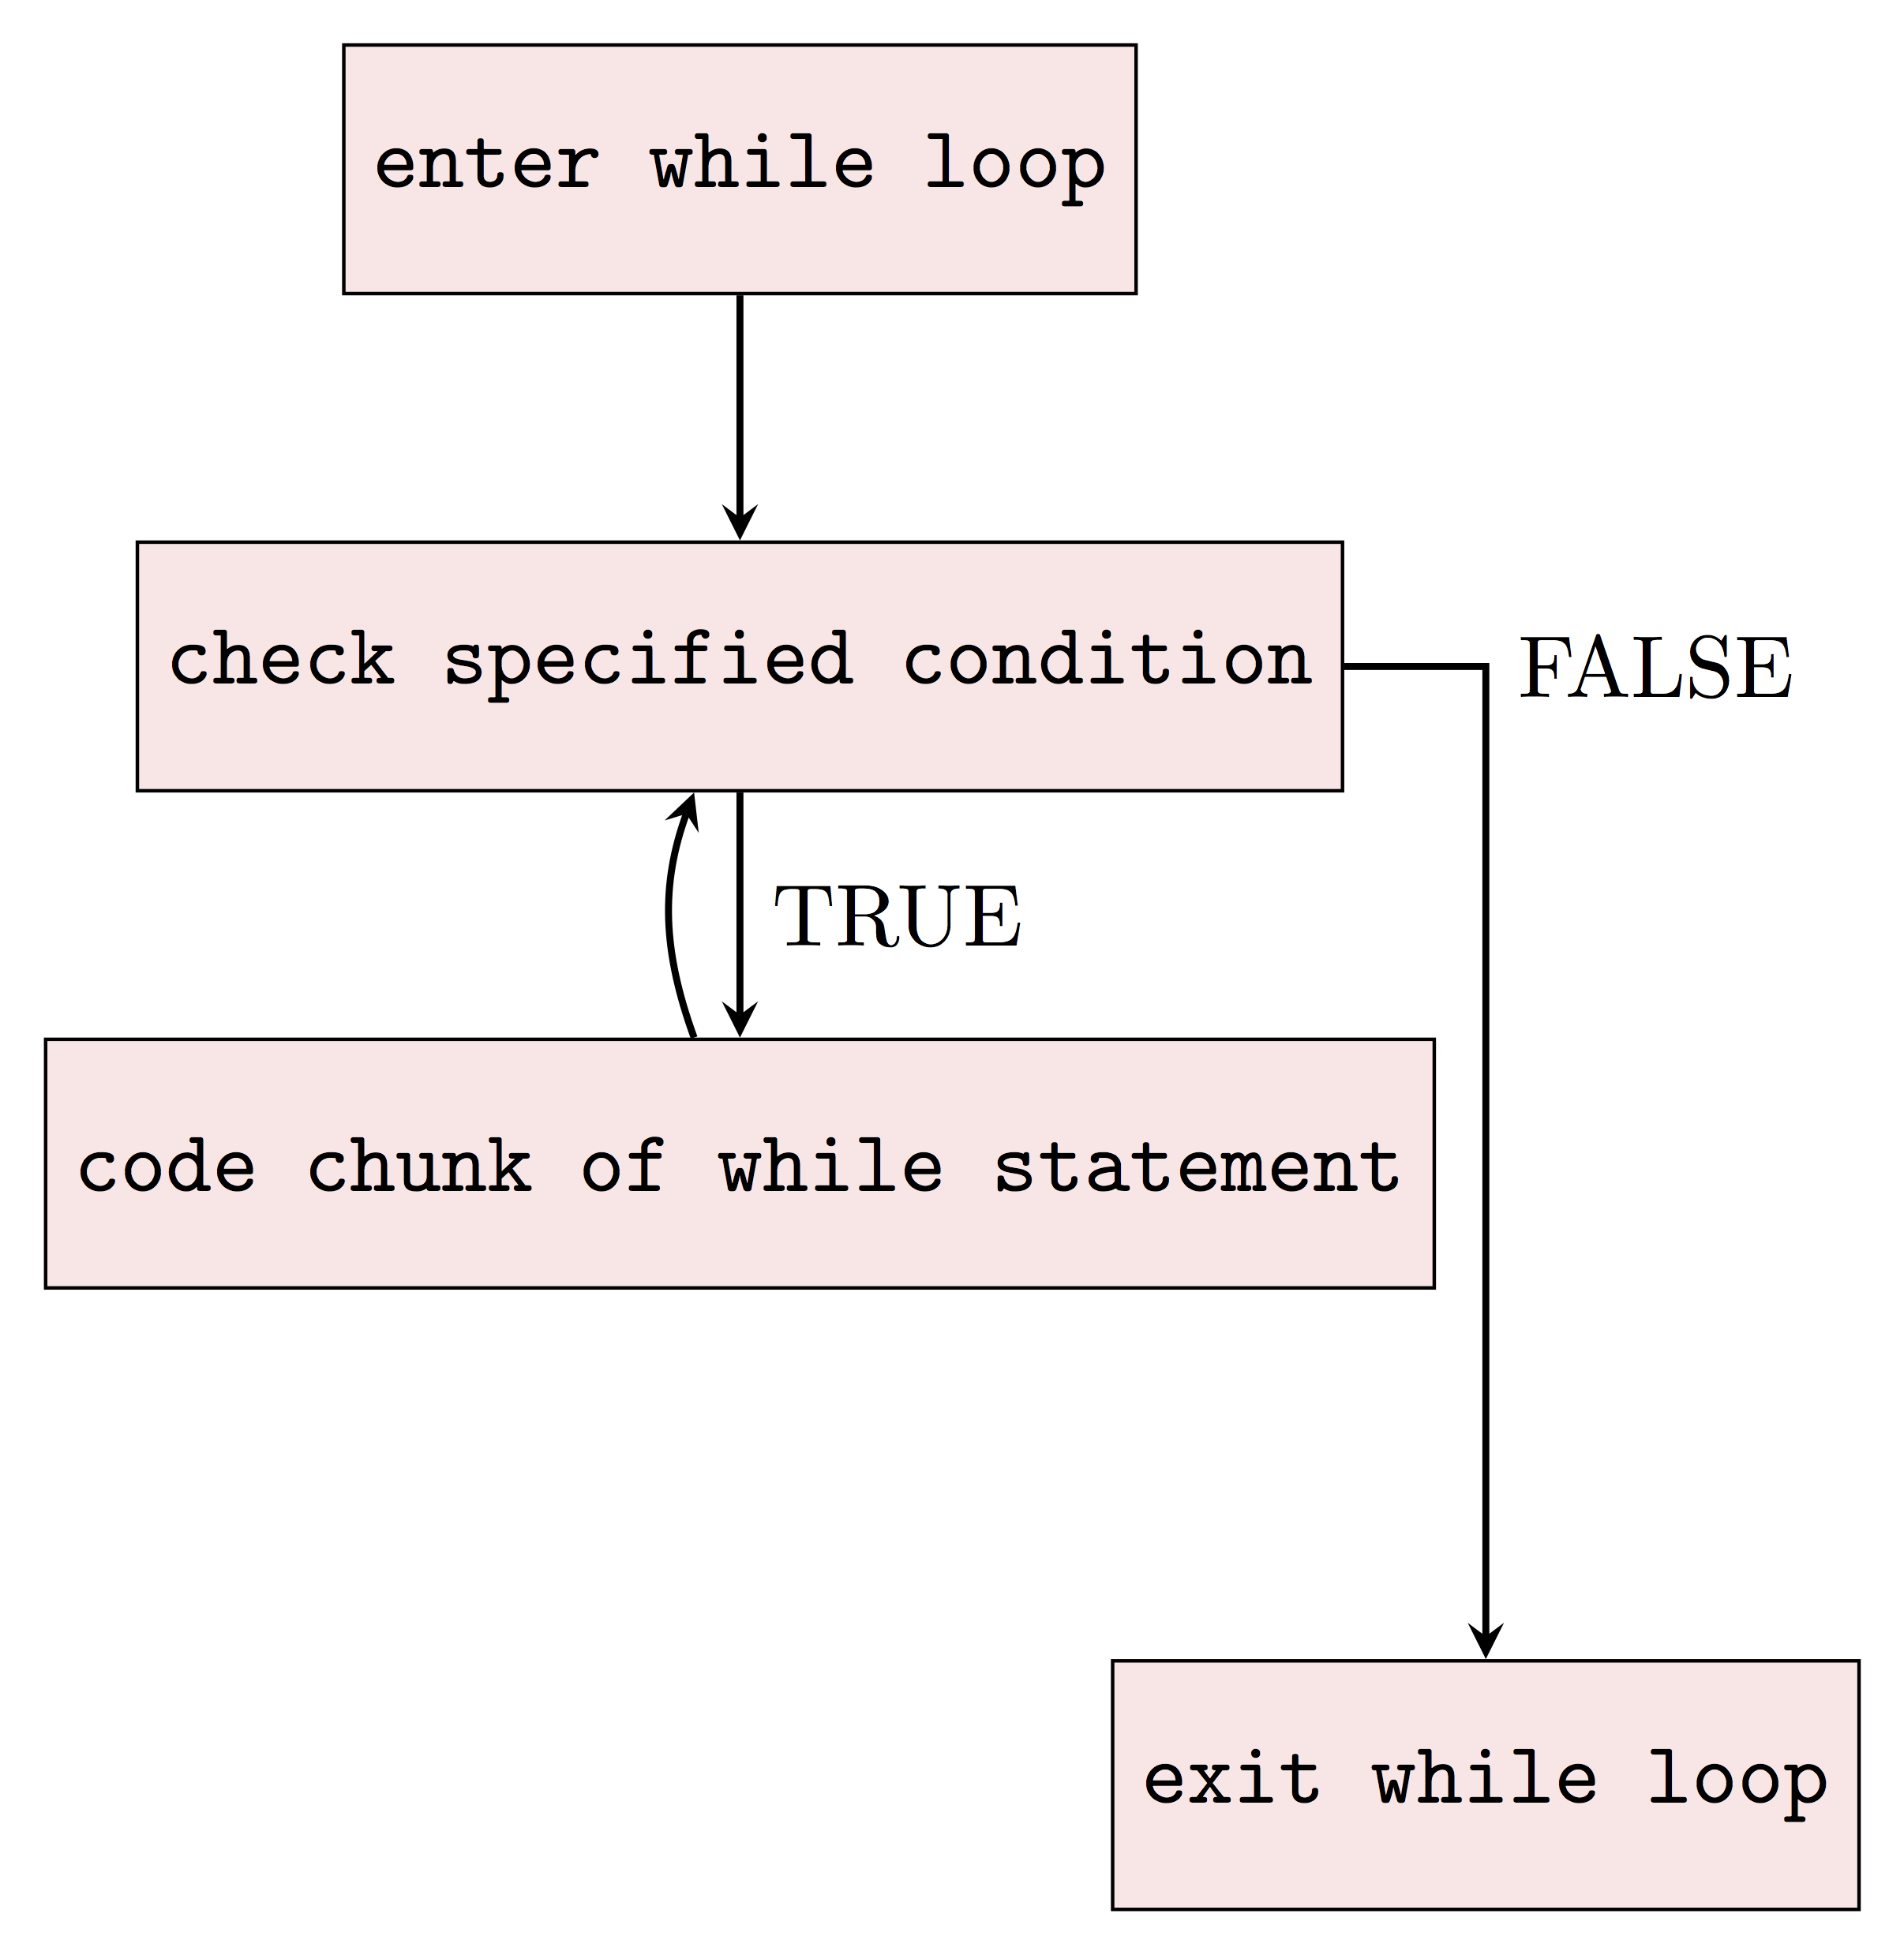 enter while loop
check specified condition
FALSE
TRUE
code chunk of while statement
exit while loop